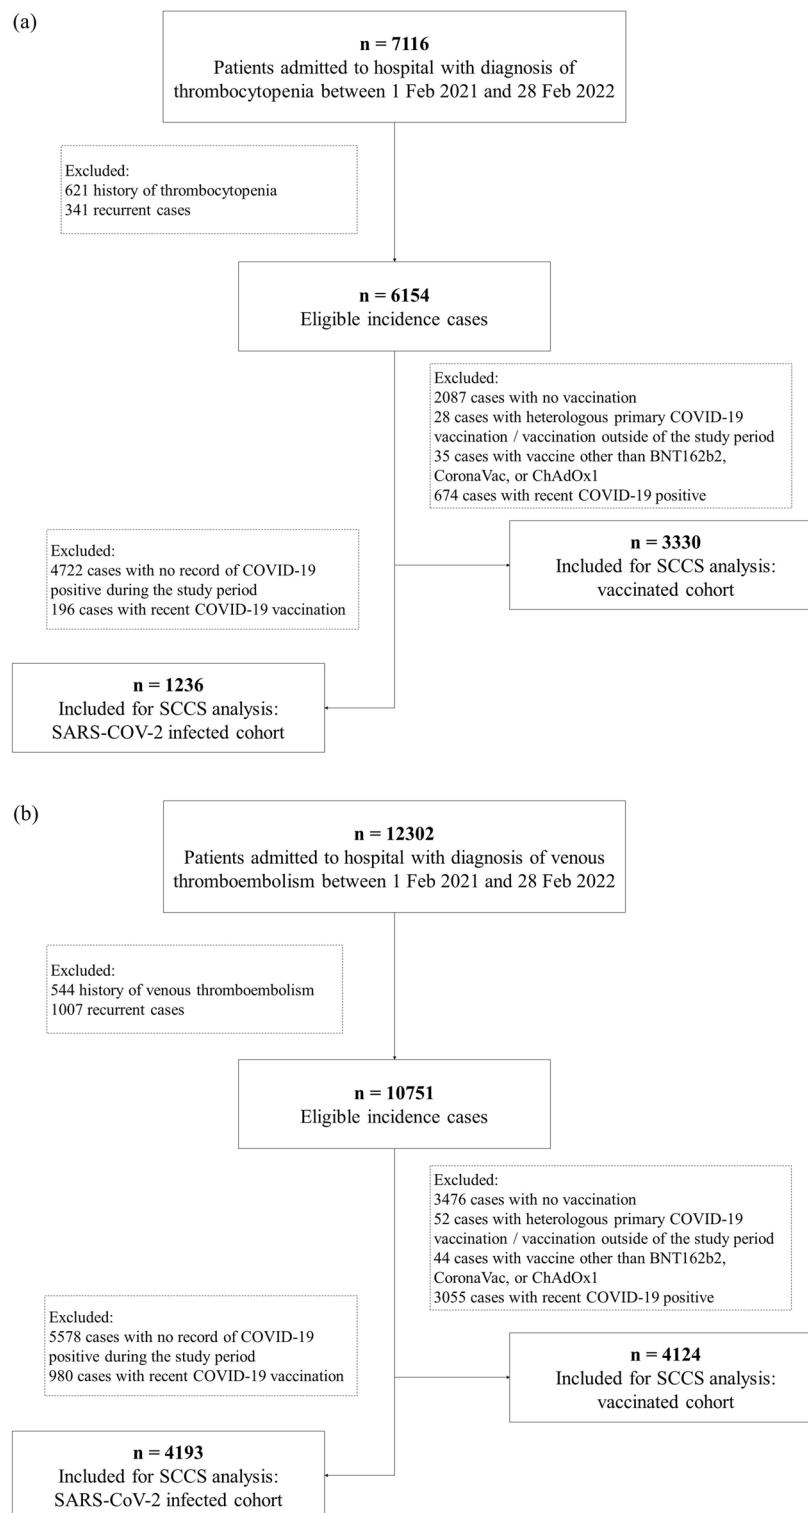 (a)
n = 7116
Patients admitted to hospital with diagnosis of
thrombocytopenia between 1 Feb 2021 and 28 Feb 2022
Excluded:
621 history of thrombocytopenia
341 recurrent cases
n = 6154
Eligible incidence cases
Excluded:
2087 cases with no vaccination
28 cases with heterologous primary COVID-19
vaccination / vaccination outside of the study period
35 cases with vaccine other than BNT162b2,
CoronaVac, or ChAdOx1
674 cases with recent COVID-19 positive
n = 3330
Included for SCCS analysis:
vaccinated cohort
Excluded:
4722 cases with no record of COVID-19
positive during the study period
196 cases with recent COVID-19 vaccination
n = 1236
Included for SCCS analysis:
SARS-COV-2 infected cohort
(b)
n = 12302
Patients admitted to hospital with diagnosis of venous
thromboembolism between 1 Feb 2021 and 28 Feb 2022
Excluded:
544 history of venous thromboembolism
1007 recurrent cases
n = 10751
Eligible incidence cases
Excluded:
3476 cases with no vaccination
52 cases with heterologous primary COVID-19
vaccination / vaccination outside of the study period
44 cases with vaccine other than BNT162b2,
CoronaVac, or ChAdOx1
3055 cases with recent COVID-19 positive
n = 4124
Included for SCCS analysis:
vaccinated cohort
Excluded:
5578 cases with no record of COVID-19
positive during the study period
980 cases with recent COVID-19 vaccination
n = 4193
Included for SCCS analysis:
SARS-CoV-2 infected cohort